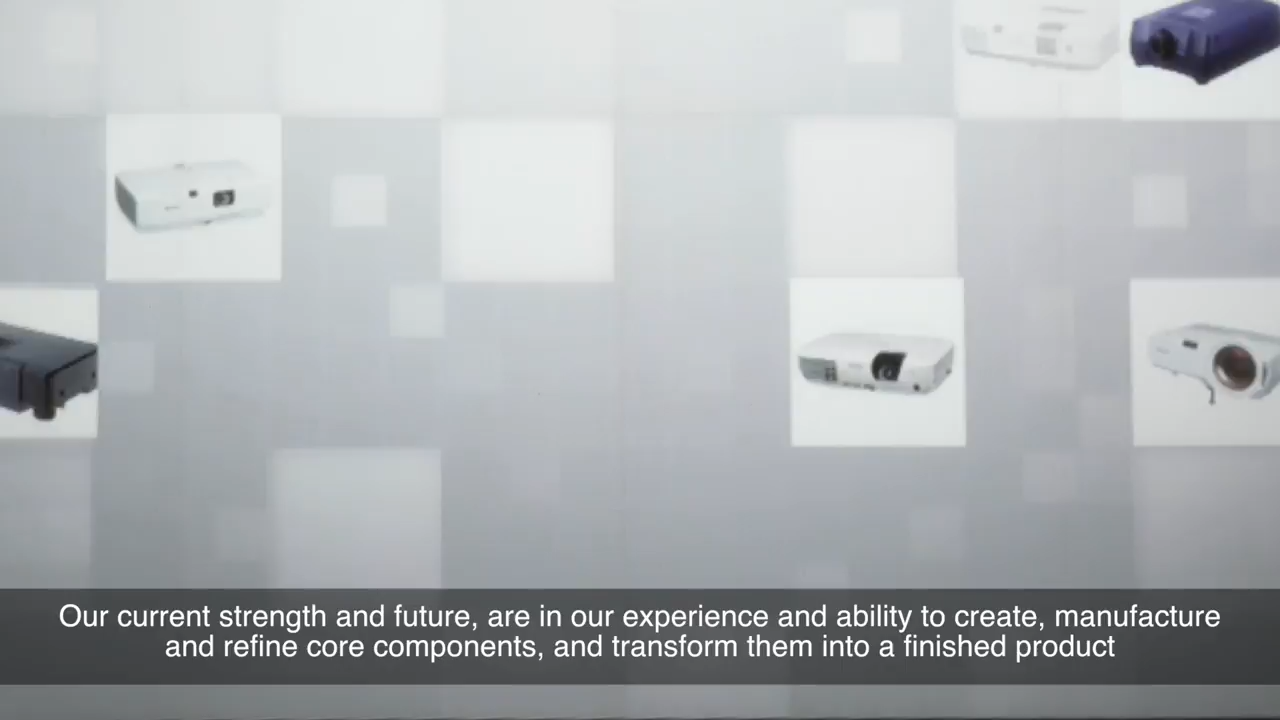 Our current strength and future, are in our experience and ability to create, manufacture
and refine core components, and transform them into a finished product